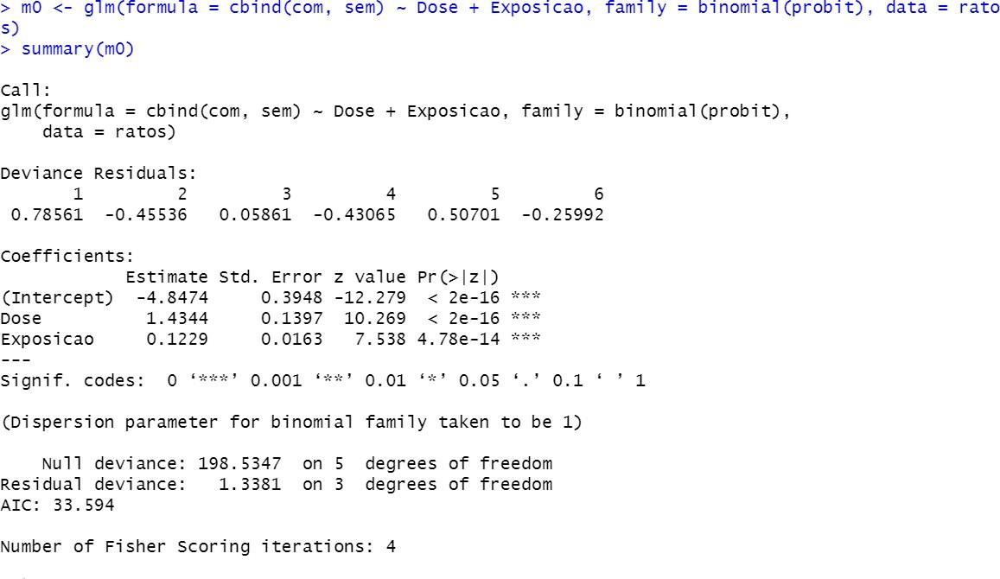 > m0 <- glm(formula = cbind(com, sem) ~ Dose + Exposicao, family = binomial(probit), data = rato
s)
> summary(m0)
Call:
glm(formula = cbind(com, sem) ~ Dose + Exposicao, family = binomial(probit),
    data = ratos)
Deviance Residuals:
       1         2         3         4         5         6
 0.78561  -0.45536   0.05861  -0.43065   0.50701  -0.25992
Coefficients:
            Estimate Std. Error z value Pr(>|z|)
(Intercept)  -4.8474     0.3948 -12.279  < 2e-16 ***
Dose          1.4344     0.1397  10.269  < 2e-16 ***
Exposicao     0.1229     0.0163   7.538 4.78e-14 ***
---
Signif. codes:  0 ‘***’ 0.001 ‘**’ 0.01 ‘*’ 0.05 ‘.’ 0.1 ‘ ’ 1
(Dispersion parameter for binomial family taken to be 1)
    Null deviance: 198.5347  on 5  degrees of freedom
Residual deviance:   1.3381  on 3  degrees of freedom
AIC: 33.594
Number of Fisher Scoring iterations: 4